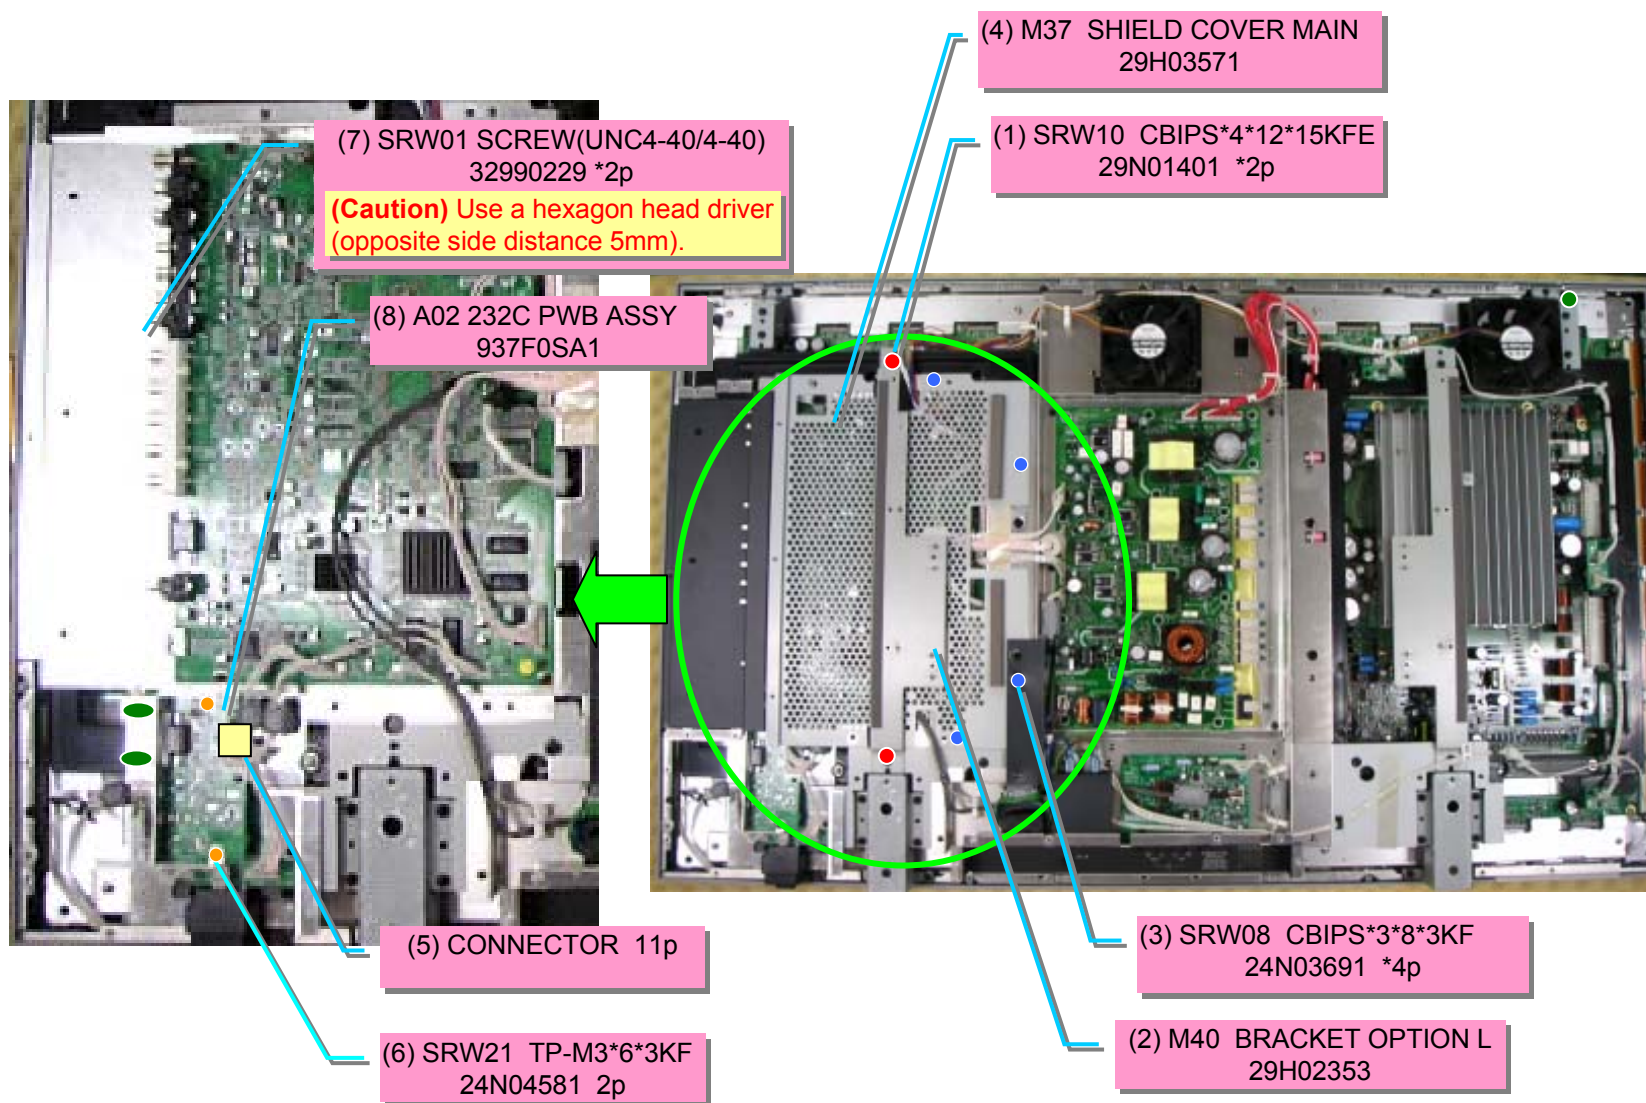 (4) M37 SHIELD COVER MAIN
29H03571
(1) SRW10 CBIPS*4*12*15KFE
29N01401 *2p
(7) SRW01 SCREW(UNC4-40/4-40)
32990229 *2p
(Caution) Use a hexagon head driver
(opposite side distance 5mm).
(8) A02 232C PWB ASSY
937F0SA1
(5) CONNECTOR 11p
(3) SRW08 CBIPS*3*8*3KF
24N03691 *4p
(6) SRW21 TP-M3*6*3KF
24N04581 2p
(2) M40 BRACKET OPTION L
29H02353